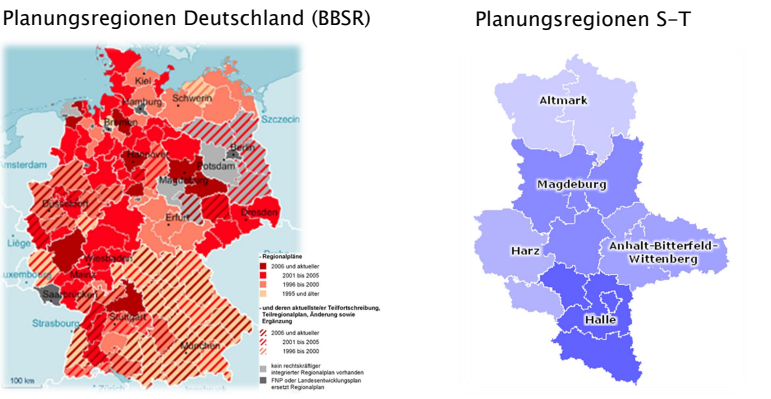 Planungsregionen Deutschland (BBSR)
Planungsregionen S-T
Kiel
Hamburg
Schwerin
Szczecin
Bremen
Berlin
Amsterdam
Hannover
Potsdam
Magdeburg
Düsseldorf
Erfurt
Dresden
Liège
Wiesbaden
Mainz
Luxembourg
Saarbrücken
Strasbourg
Stuttgart
München
100 km
Zürich
- Regionalpläne
2006 und aktueller
2001 bis 2005
1996 bis 2000
1995 und älter
- und deren aktuellster Teilfortschreibung,
Teilregionalplan, Änderung sowie
Ergänzung
2006 und aktueller
2001 bis 2005
1996 bis 2000
kein rechtskräftiger
integrierter Regionalplan vorhanden
FNP oder Landesentwicklungsplan
ersetzt Regionalplan
Altmark
Magdeburg
Harz
Anhalt-Bitterfeld-
Wittenberg
Halle